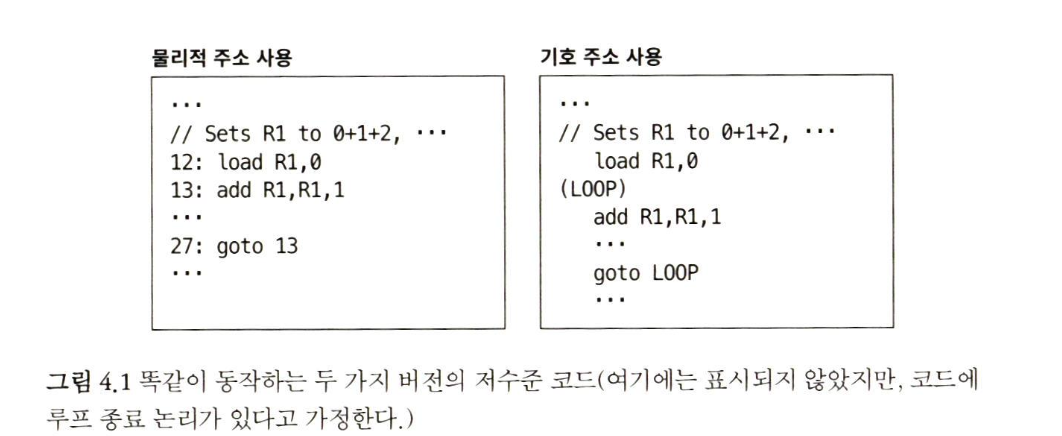 물리적 주소 사용
...
// Sets R1 to 0+1+2, ...
12: load R1,0
13: add R1,R1,1
...
27: goto 13
...
기호 주소 사용
...
// Sets R1 to 0+1+2, ...
load R1,0
(LOOP)
add R1,R1,1
...
goto LOOP
...
그림 4.1 똑같이 동작하는 두 가지 버전의 저수준 코드(여기에는 표시되지 않았지만, 코드에
루프 종료 논리가 있다고 가정한다.)